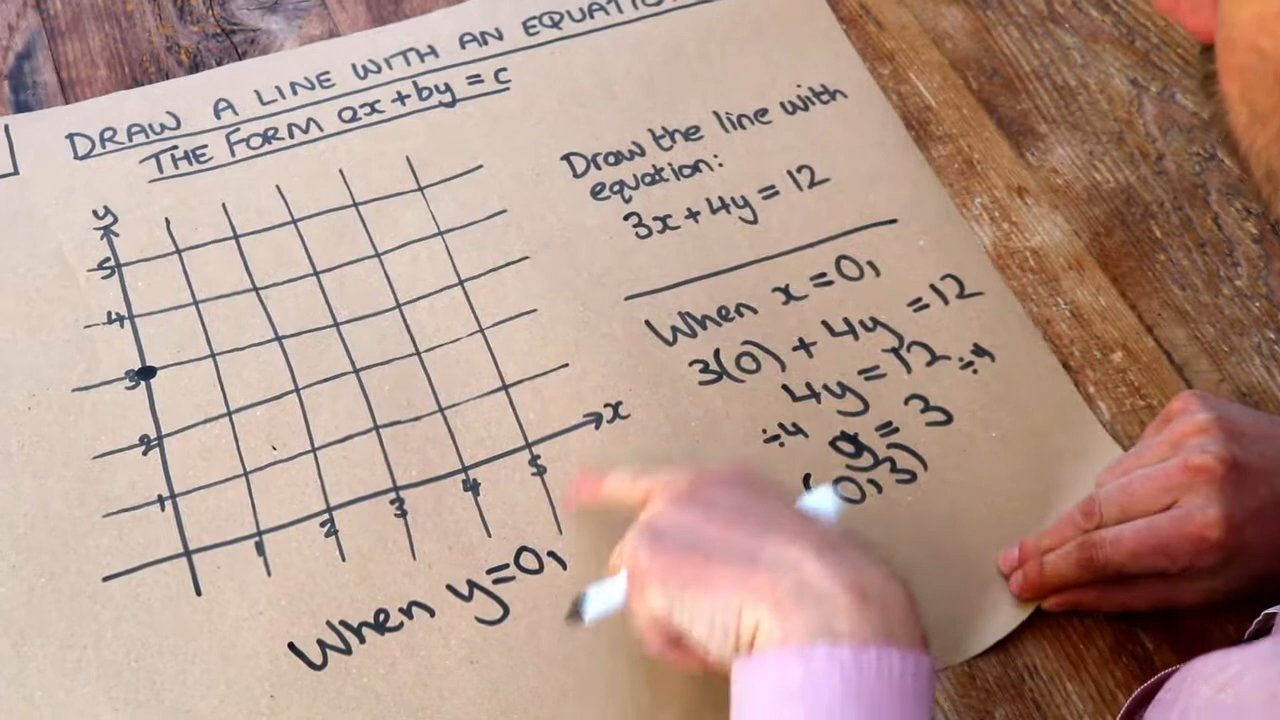 DRAW A LINE WITH AN EQUATION
THE FORM ax+by=c
Draw the line with
equation:
3x+4y=12
When x=0,
3(0)+4y=12
4y=12
÷4 ÷4
y=3
(0,3)
y
5
4
3
2
1
1 2 3 4 5 x
When y=0,